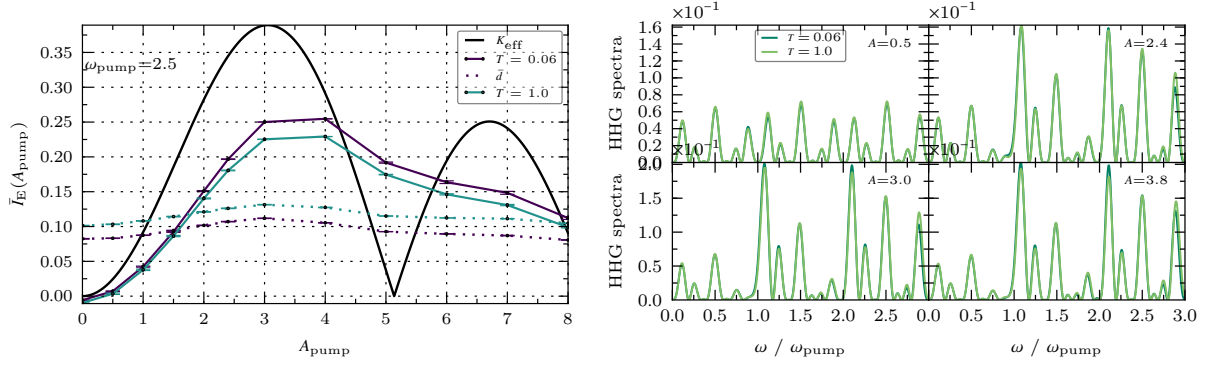 0.35
0.30
0.25
0.20
0.15
0.10
0.05
0.00
Ī_E(A_pump)
ω_pump=2.5
K_eff
T = 0.06
d̄
T = 1.0
0 1 2 3 4 5 6 7 8
A_pump
×10⁻¹ ×10⁻¹
1.6
1.4
1.2
1.0
0.8
0.6
0.4
0.2
0.0
HHG spectra
T = 0.06
T = 1.0
A=0.5
A=2.4
×10⁻¹ ×10⁻¹
2.0
1.5
1.0
0.5
0.0
HHG spectra
A=3.0
A=3.8
0.0 0.5 1.0 1.5 2.0 2.5 0.0 0.5 1.0 1.5 2.0 2.5 3.0
ω / ω_pump ω / ω_pump